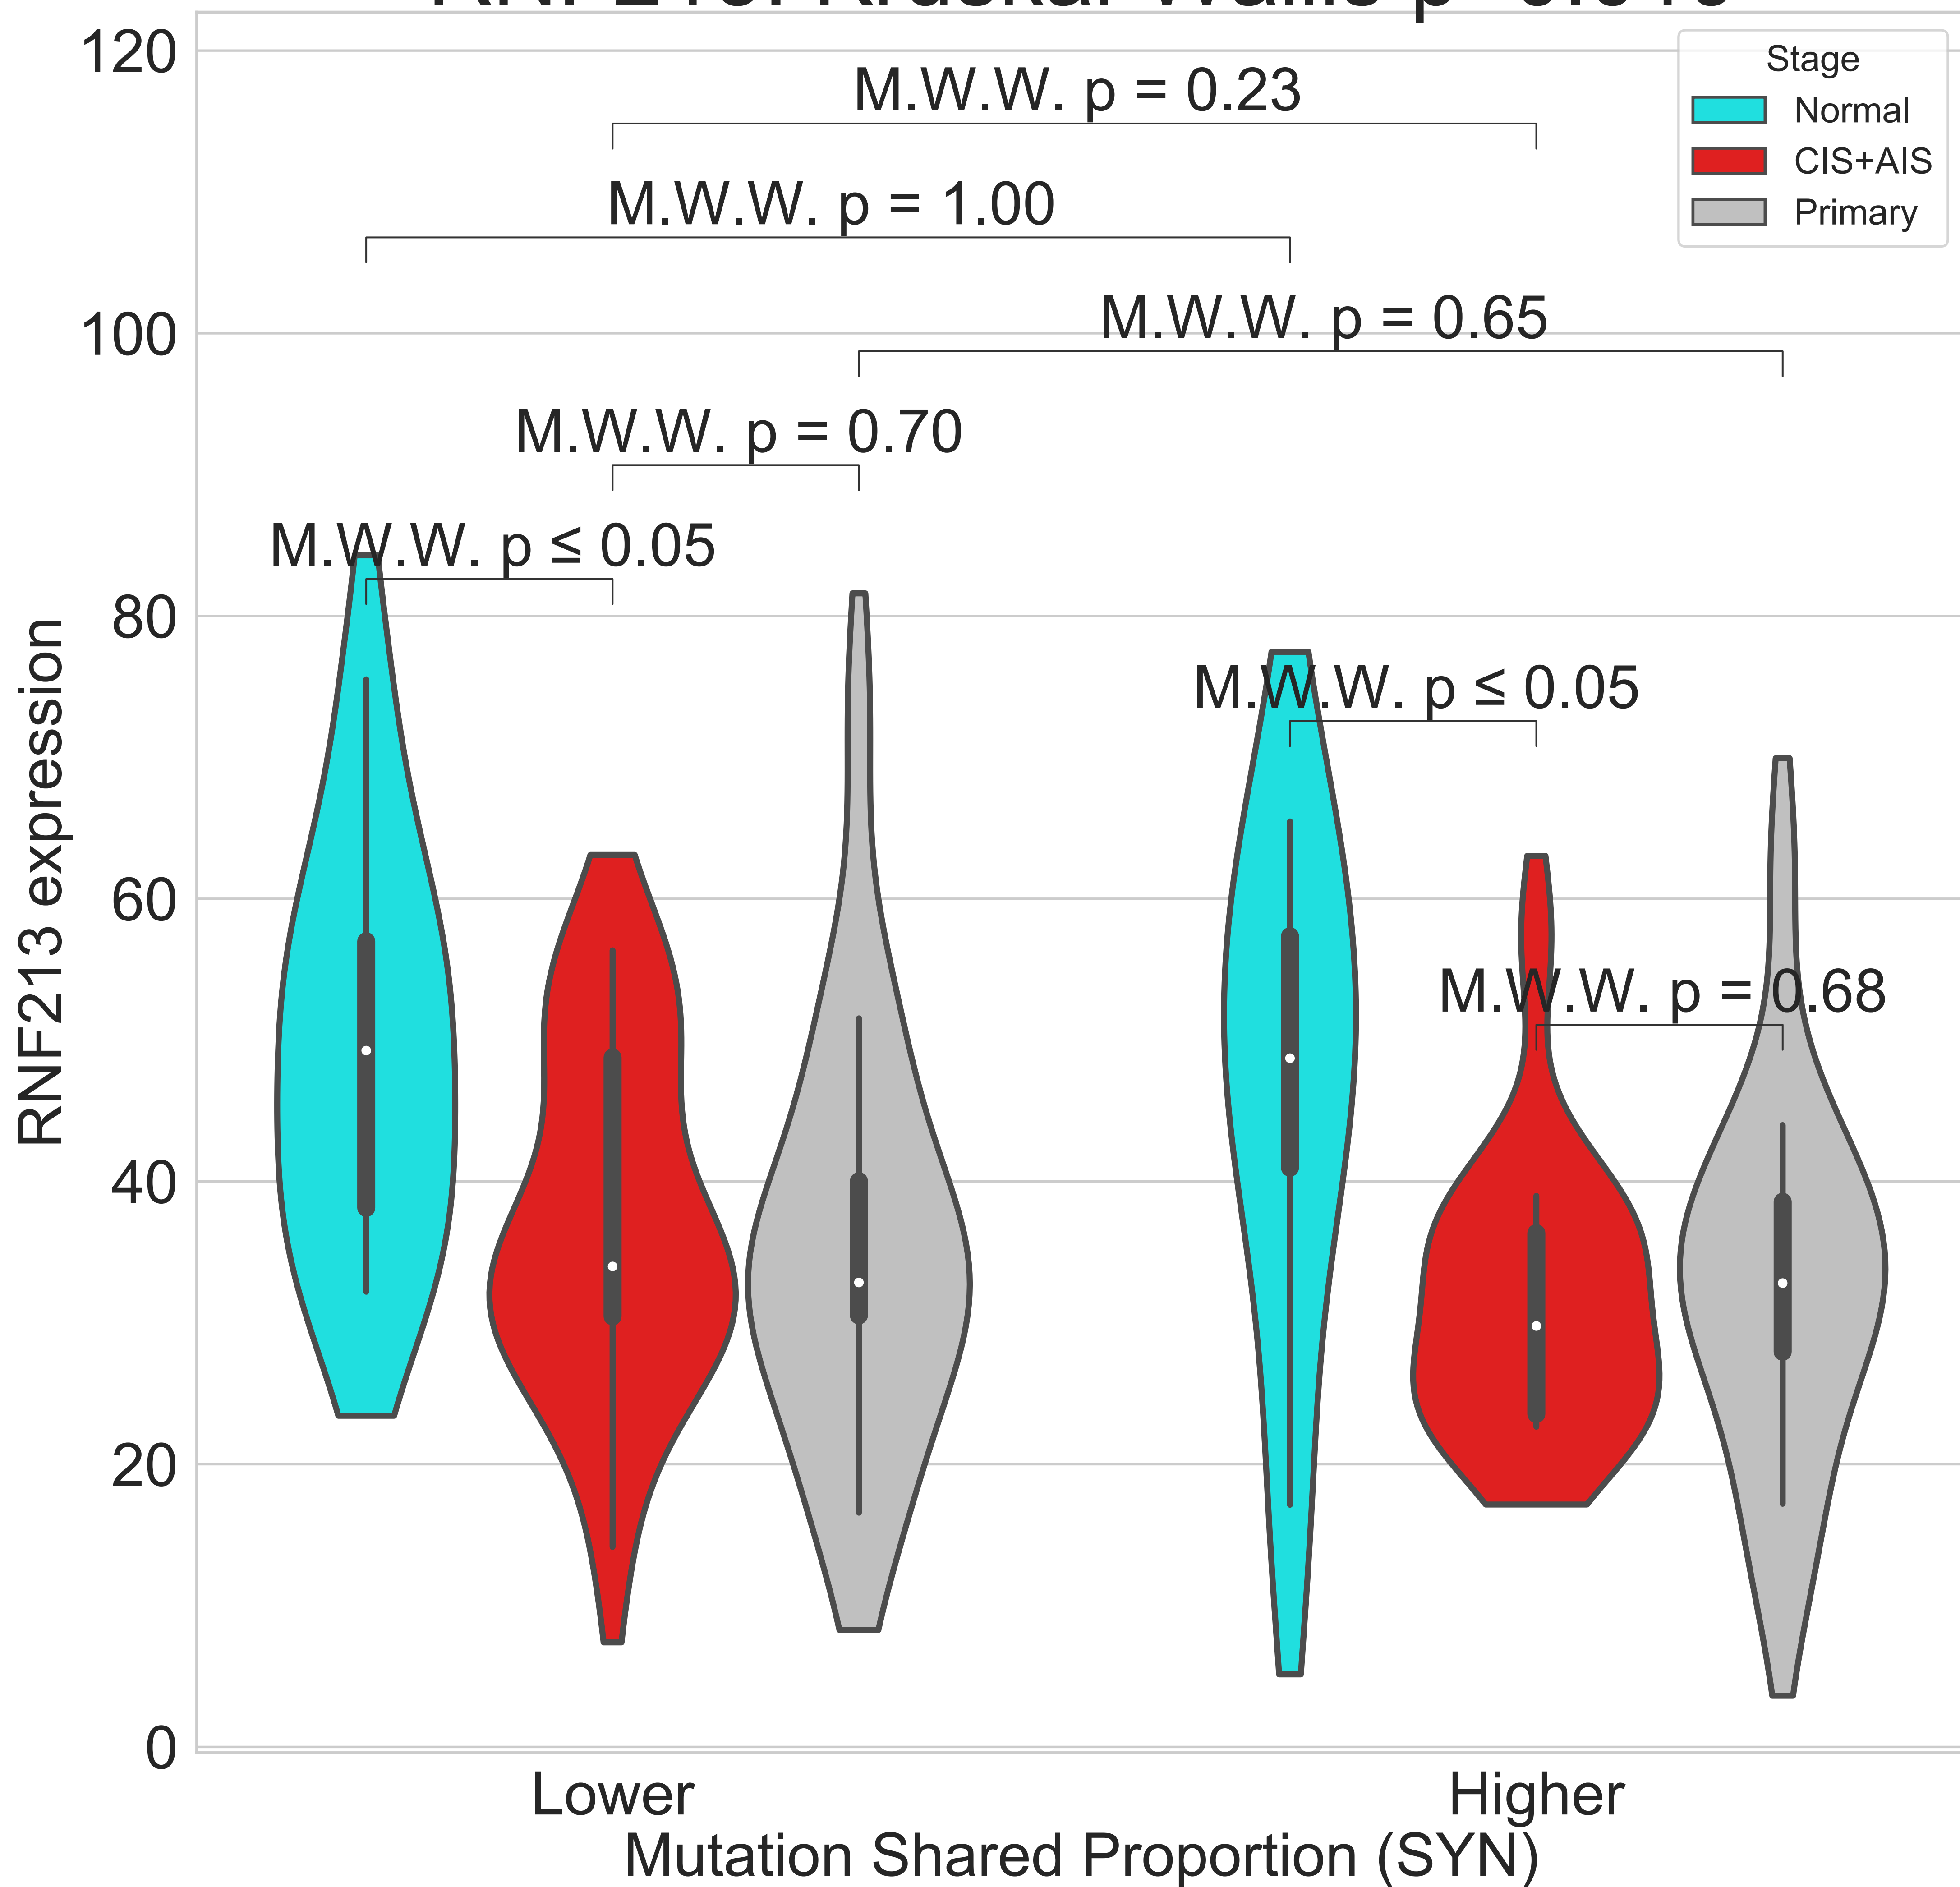 120
M.W.W. p = 0.23
Stage
Normal
CIS+AIS
Primary
M.W.W. p = 1.00
100
M.W.W. p = 0.65
M.W.W. p = 0.70
M.W.W. p ≤ 0.05
80
M.W.W. p ≤ 0.05
RNF213 expression
60
M.W.W. p = 0.68
40
20
0
Lower
Higher
Mutation Shared Proportion (SYN)